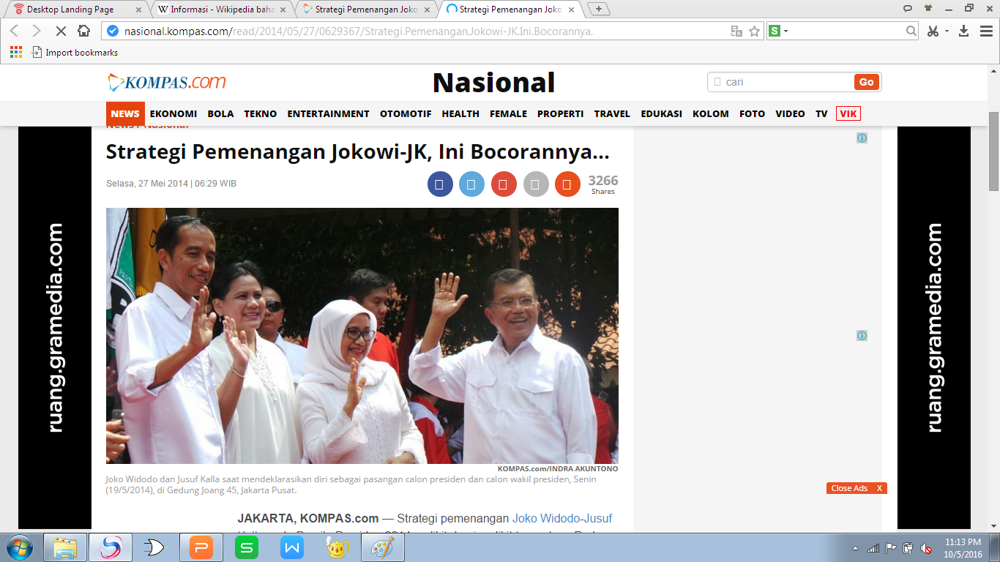 Desktop Landing Page
Informasi - Wikipedia baha
Strategi Pemenangan Joko
Strategi Pemenangan Joko
nasional.kompas.com/read/2014/05/27/0629367/Strategi.Pemenangan.Jokowi-JK.Ini.Bocorannya.
Import bookmarks
KOMPAS.com
Nasional
cari
Go
NEWS EKONOMI BOLA TEKNO ENTERTAINMENT OTOMOTIF HEALTH FEMALE PROPERTI TRAVEL EDUKASI KOLOM FOTO VIDEO TV VIK
News / Nasional
Strategi Pemenangan Jokowi-JK, Ini Bocorannya...
Selasa, 27 Mei 2014 | 06:29 WIB
3266
Shares
ruang.gramedia.com
ruang.gramedia.com
KOMPAS.com/INDRA AKUNTONO
Joko Widodo dan Jusuf Kalla saat mendeklarasikan diri sebagai pasangan calon presiden dan calon wakil presiden, Senin
(19/5/2014), di Gedung Joang 45, Jakarta Pusat.
Close Ads X
JAKARTA, KOMPAS.com — Strategi pemenangan Joko Widodo-Jusuf
11:13 PM
10/5/2016